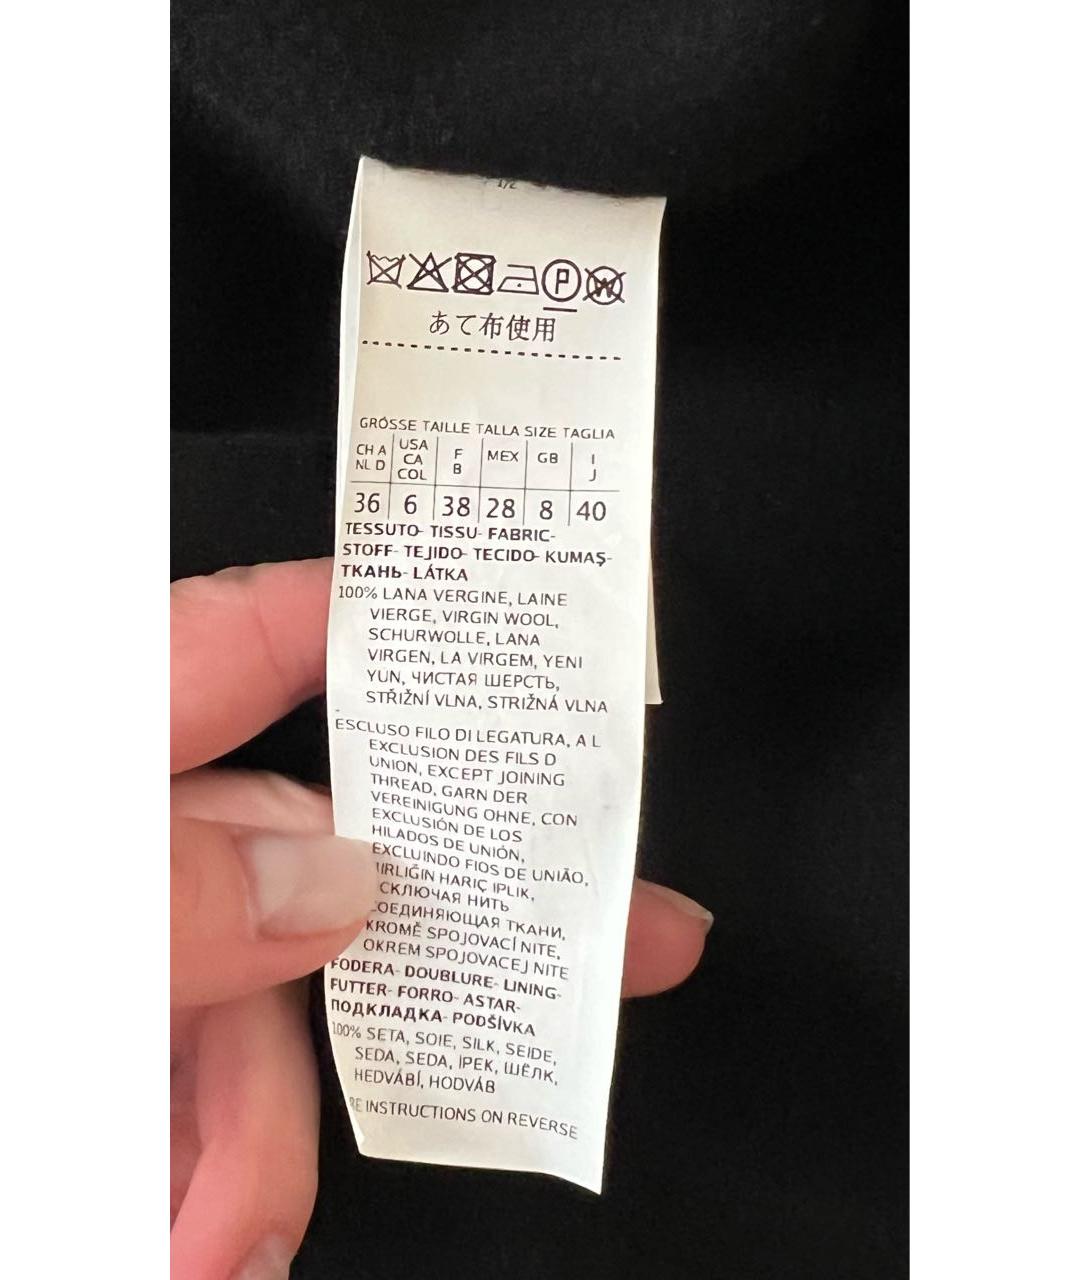 1/2
P W
あて布使用
GRÖSSE TAILLE TALLA SIZE TAGLIA
CH A NL D USA CA COL F B MEX GB I J
36 6 38 28 8 40
TESSUTO- TISSU- FABRIC-
STOFF- TEJIDO- TECIDO- KUMAŞ-
ТКАНЬ- LÁTKA
100% LANA VERGINE, LAINE
VIERGE, VIRGIN WOOL,
SCHURWOLLE, LANA
VIRGEN, LA VIRGEM, YENI
YUN, ЧИСТАЯ ШЕРСТЬ,
STŘIŽNÍ VLNA, STRIŽNÁ VLNA
ESCLUSO FILO DI LEGATURA, A L
EXCLUSION DES FILS D
UNION, EXCEPT JOINING
THREAD, GARN DER
VEREINIGUNG OHNE, CON
EXCLUSIÓN DE LOS
HILADOS DE UNIÓN,
EXCLUINDO FIOS DE UNIÃO,
IRLIĞIN HARIÇ IPLIK,
СКЛЮЧАЯ НИТЬ
СОЕДИНЯЮЩАЯ ТКАНИ,
KROMĚ SPOJOVACÍ NITE,
OKREM SPOJOVACEJ NITE
FODERA- DOUBLURE- LINING-
FUTTER- FORRO- ASTAR-
ПОДКЛАДКА- PODŠÍVKA
100% SETA, SOIE, SILK, SEIDE,
SEDA, SEDA, IPEK, ШЁЛК,
HEDVÁBÍ, HODVÁB
RE INSTRUCTIONS ON REVERSE